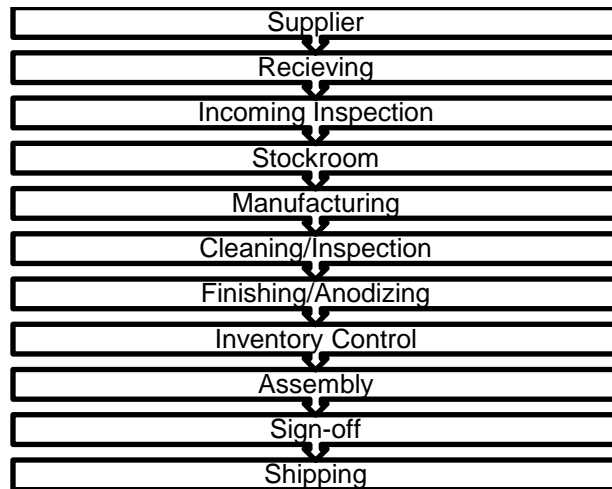 Supplier
Recieving
Incoming Inspection
Stockroom
Manufacturing
Cleaning/Inspection
Finishing/Anodizing
Inventory Control
Assembly
Sign-off
Shipping